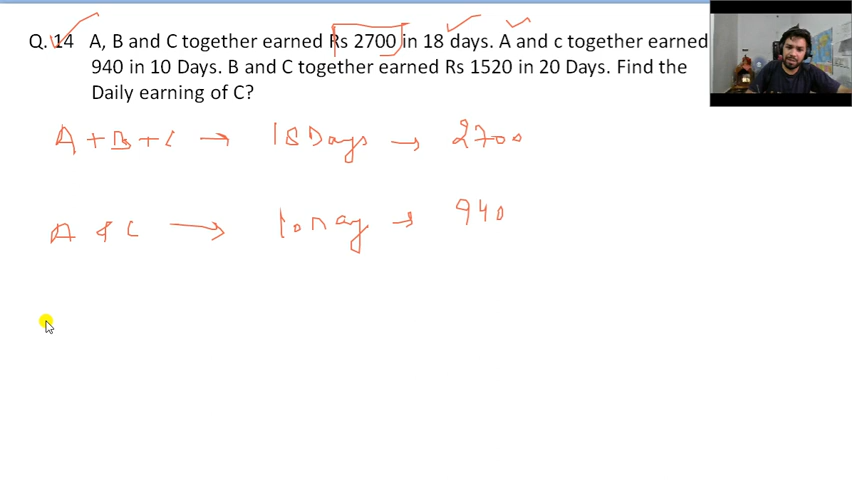 Q. 14 A, B and C together earned Rs 2700 in 18 days. A and c together earned
940 in 10 Days. B and C together earned Rs 1520 in 20 Days. Find the
Daily earning of C?
A + B + C → 18 Days → 2700
A & C → 10 Day → 940